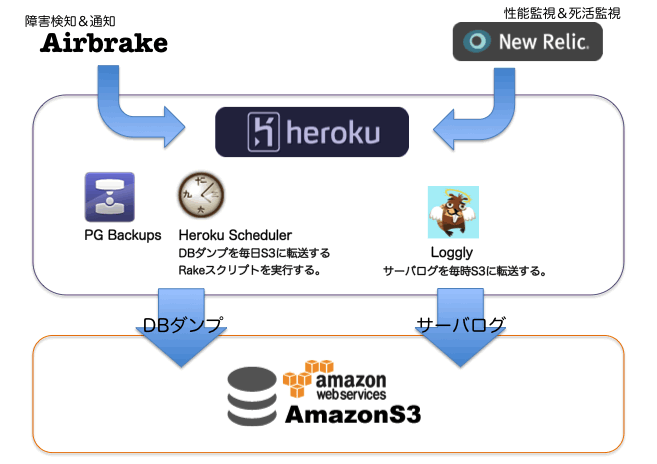 障害検知＆通知
Airbrake
性能監視＆死活監視
New Relic.
heroku
PG Backups
Heroku Scheduler
DBダンプを毎日S3に転送する
Rakeスクリプトを実行する。
Loggly
サーバログを毎時S3に転送する。
DBダンプ
サーバログ
amazon
webservices
AmazonS3